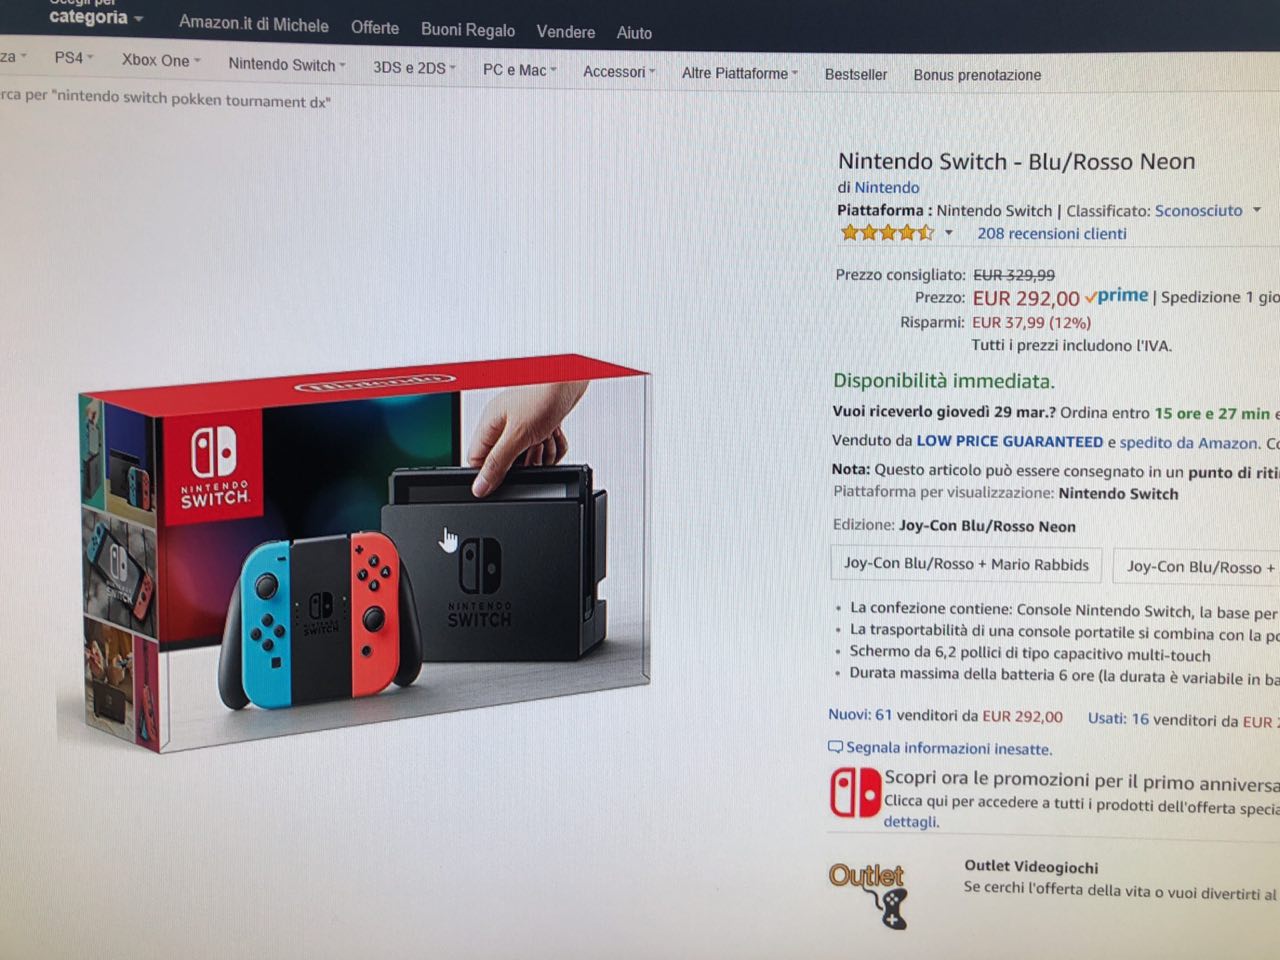 categoria
Amazon.it di Michele Offerte Buoni Regalo Vendere Aiuto
za PS4 Xbox One Nintendo Switch 3DS e 2DS PC e Mac Accessori Altre Piattaforme Bestseller Bonus prenotazione
rca per "nintendo switch pokken tournament dx"
Nintendo Switch - Blu/Rosso Neon
di Nintendo
Piattaforma : Nintendo Switch | Classificato: Sconosciuto
208 recensioni clienti
Prezzo consigliato: EUR 329,99
Prezzo: EUR 292,00 prime | Spedizione 1 gio
Risparmi: EUR 37,99 (12%)
Tutti i prezzi includono l'IVA.
Disponibilità immediata.
Vuoi riceverlo giovedì 29 mar.? Ordina entro 15 ore e 27 min e
Venduto da LOW PRICE GUARANTEED e spedito da Amazon. Co
Nota: Questo articolo può essere consegnato in un punto di riti
Piattaforma per visualizzazione: Nintendo Switch
Edizione: Joy-Con Blu/Rosso Neon
Joy-Con Blu/Rosso + Mario Rabbids Joy-Con Blu/Rosso +
La confezione contiene: Console Nintendo Switch, la base per
La trasportabilità di una console portatile si combina con la po
Schermo da 6,2 pollici di tipo capacitivo multi-touch
Durata massima della batteria 6 ore (la durata è variabile in ba
Nuovi: 61 venditori da EUR 292,00 Usati: 16 venditori da EUR 2
Segnala informazioni inesatte.
Scopri ora le promozioni per il primo anniversa
Clicca qui per accedere a tutti i prodotti dell'offerta specia
dettagli.
Outlet
Outlet Videogiochi
Se cerchi l'offerta della vita o vuoi divertirti al
Nintendo
NINTENDO
SWITCH.
NINTENDO
SWITCH
NINTENDO
SWITCH